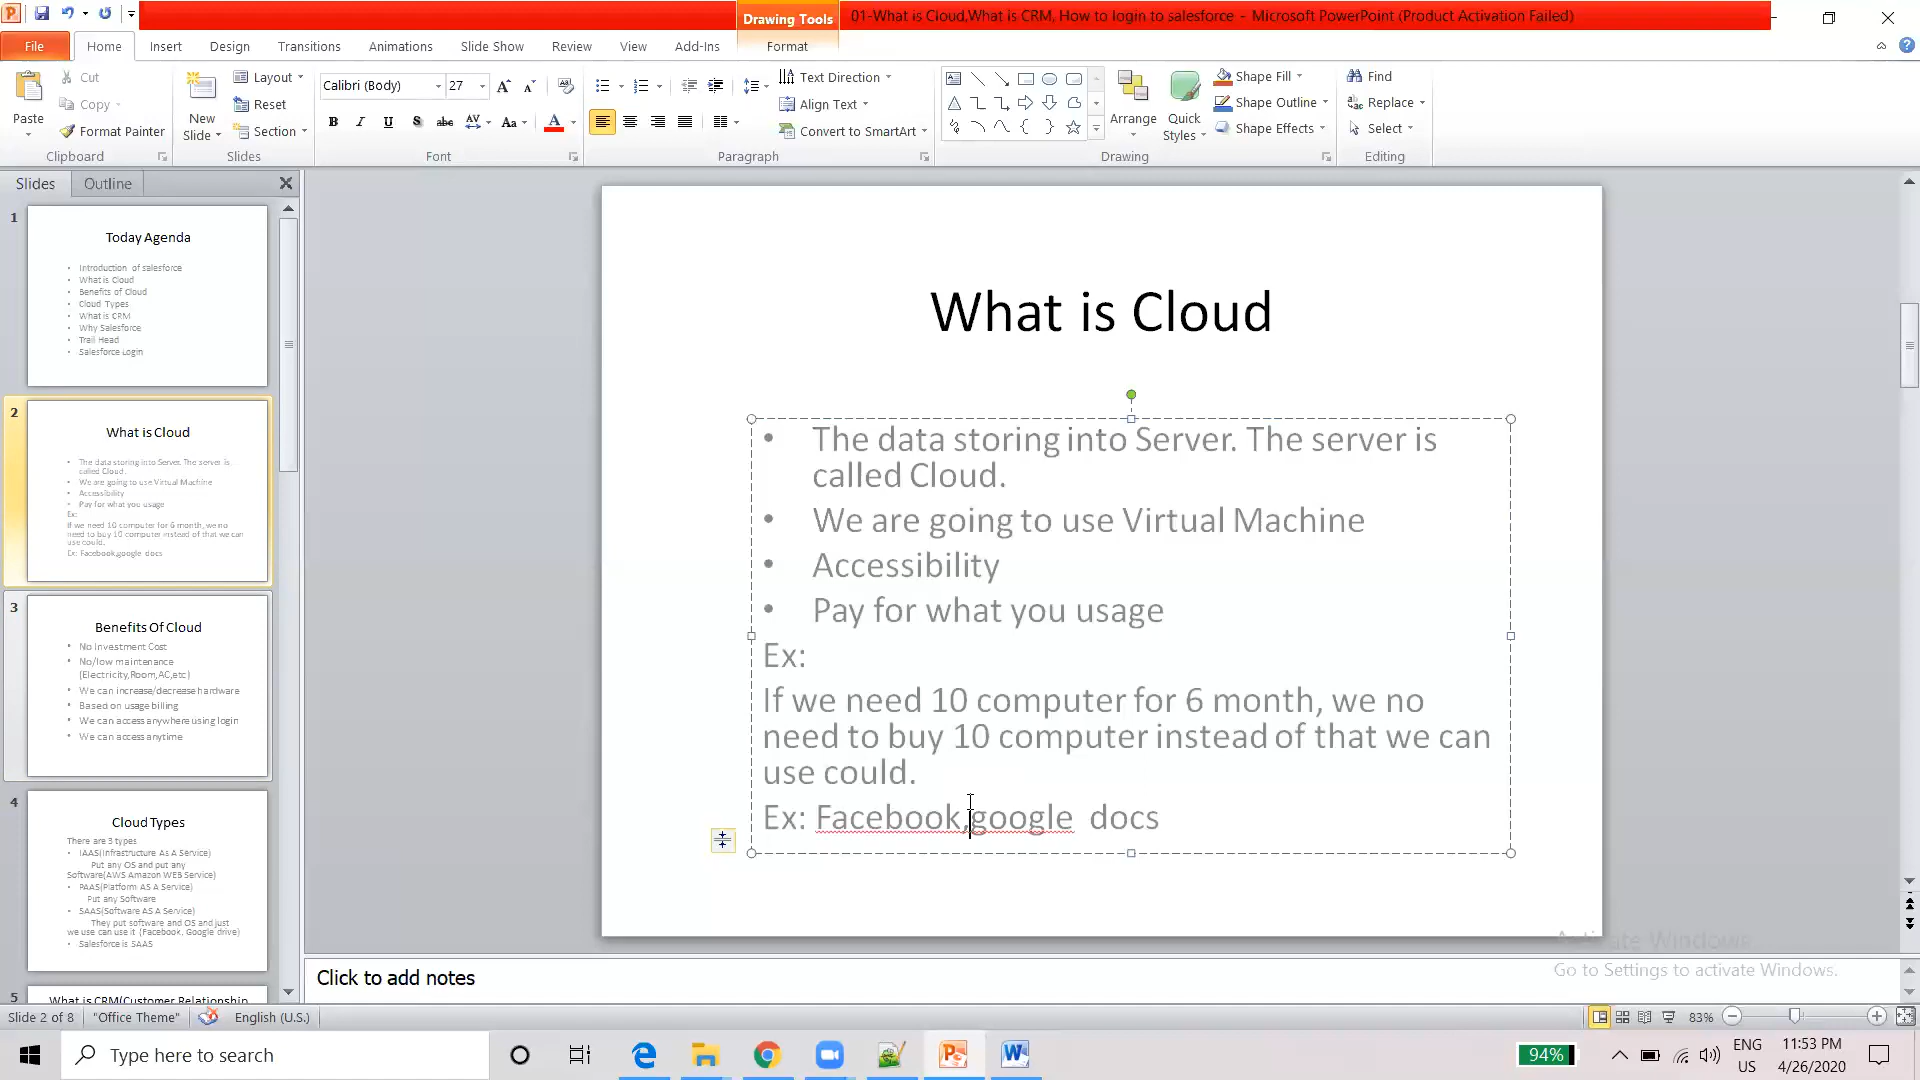 Drawing Tools
01-What is Cloud,What is CRM, How to login to salesforce - Microsoft PowerPoint (Product Activation Failed)
File Home Insert Design Transitions Animations Slide Show Review View Add-Ins Format
Paste
Cut
Copy
Format Painter
Clipboard
New Slide
Layout
Reset
Section
Slides
Calibri (Body) 27
Font
Text Direction
Align Text
Convert to SmartArt
Paragraph
Arrange
Quick Styles
Shape Fill
Shape Outline
Shape Effects
Drawing
Find
Replace
Select
Editing
Slides Outline
1
Today Agenda
• Introduction of salesforce
• What is Cloud
• Benefits of Cloud
• Cloud Types
• What is CRM
• Why Salesforce
• Trail Head
• Salesforce Login
2
What is Cloud
• The data storing into Server. The server is
called Cloud.
• We are going to use Virtual Machine
• Accessibility
• Pay for what you usage
Ex:
If we need 10 computer for 6 month, we no
need to buy 10 computer instead of that we can
use could.
Ex: Facebook,google docs
3
Benefits Of Cloud
• No Investment Cost
• No/low maintenance
(Electricity,Room,AC,etc)
• We can increase/decrease hardware
• Based on usage billing
• We can access anywhere using login
• We can access anytime
4
Cloud Types
There are 3 types
• IAAS(Infrastructure As A Service)
Put any OS and put any
Software(AWS Amazon WEB Service)
• PAAS(Platform AS A Service)
Put any Software
• SAAS(Software AS A Service)
They put software and OS and just
we use can use it (Facebook, Google drive)
• Salesforce is SAAS
5
What is CRM(Customer Relationship
What is Cloud
• The data storing into Server. The server is
called Cloud.
• We are going to use Virtual Machine
• Accessibility
• Pay for what you usage
Ex:
If we need 10 computer for 6 month, we no
need to buy 10 computer instead of that we can
use could.
Ex: Facebook,google docs
Activate Windows
Go to Settings to activate Windows.
Click to add notes
Slide 2 of 8 "Office Theme" English (U.S.) 83%
Type here to search
94%
ENG
US
11:53 PM
4/26/2020